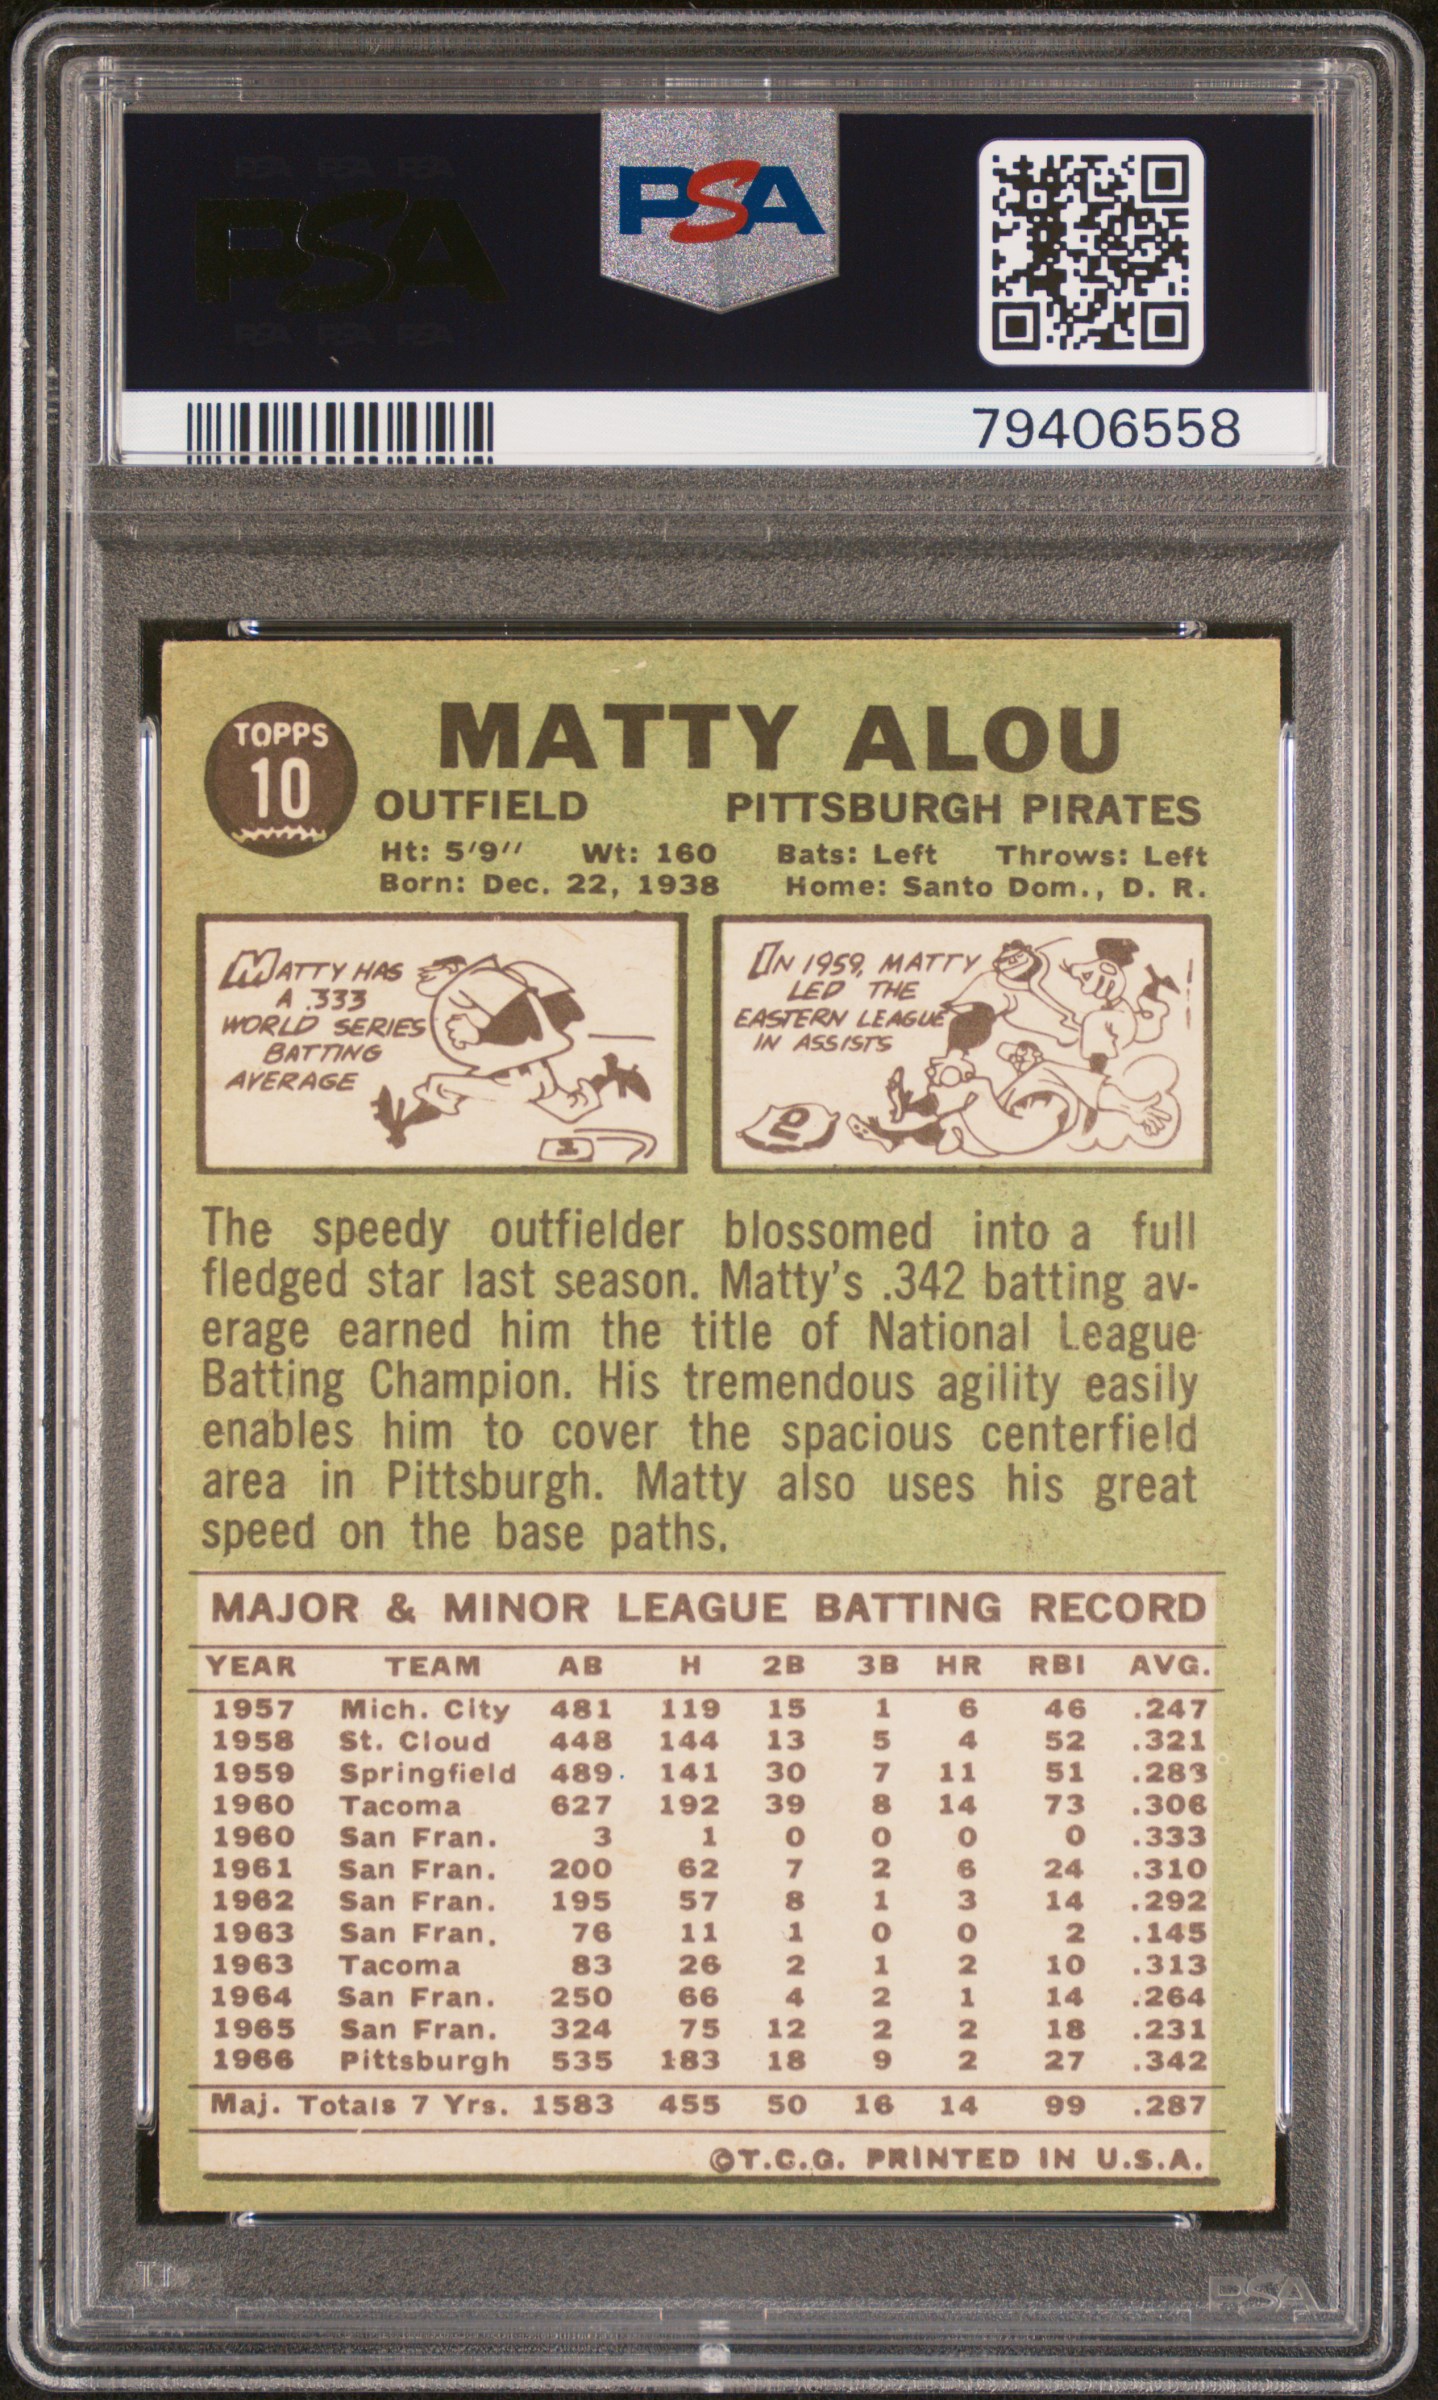 PSA PSA PSA
PSA
PSA PSA PSA
PSA
79406558
TOPPS
10
MATTY ALOU
OUTFIELD PITTSBURGH PIRATES
Ht: 5'9" Wt: 160 Bats: Left Throws: Left
Born: Dec. 22, 1938 Home: Santo Dom., D. R.
MATTY HAS
A .333
WORLD SERIES
BATTING
AVERAGE
IN 1959, MATTY
LED THE
EASTERN LEAGUE
IN ASSISTS
The speedy outfielder blossomed into a full
fledged star last season. Matty's .342 batting av-
erage earned him the title of National League
Batting Champion. His tremendous agility easily
enables him to cover the spacious centerfield
area in Pittsburgh. Matty also uses his great
speed on the base paths.
MAJOR & MINOR LEAGUE BATTING RECORD
YEAR TEAM AB H 2B 3B HR RBI AVG.
1957 Mich. City 481 119 15 1 6 46 .247
1958 St. Cloud 448 144 13 5 4 52 .321
1959 Springfield 489 141 30 7 11 51 .283
1960 Tacoma 627 192 39 8 14 73 .306
1960 San Fran. 3 1 0 0 0 0 .333
1961 San Fran. 200 62 7 2 6 24 .310
1962 San Fran. 195 57 8 1 3 14 .292
1963 San Fran. 76 11 1 0 0 2 .145
1963 Tacoma 83 26 2 1 2 10 .313
1964 San Fran. 250 66 4 2 1 14 .264
1965 San Fran. 324 75 12 2 2 18 .231
1966 Pittsburgh 535 183 18 9 2 27 .342
Maj. Totals 7 Yrs. 1583 455 50 16 14 99 .287
©T.C.G. PRINTED IN U.S.A.
PSA